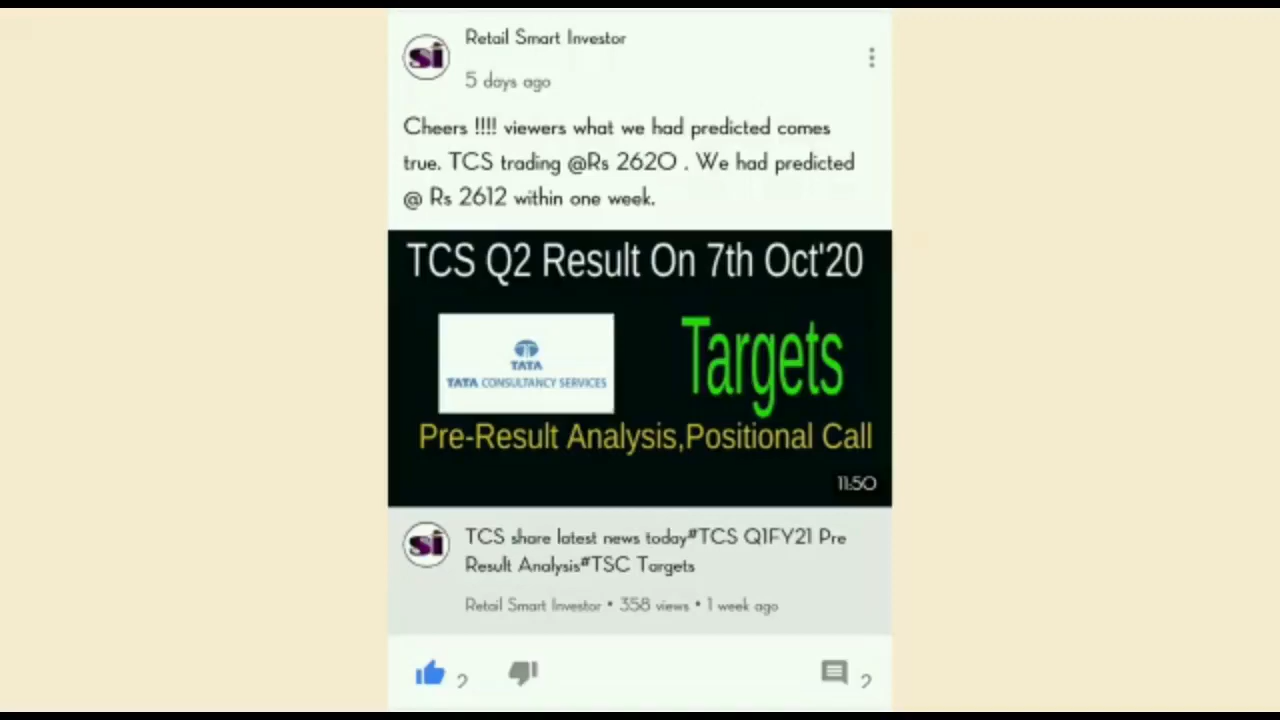 si
Retail Smart Investor
5 days ago
Cheers !!!! viewers what we had predicted comes
true. TCS trading @Rs 2620 . We had predicted
@ Rs 2612 within one week.
TCS Q2 Result On 7th Oct'20
TATA
TATA CONSULTANCY SERVICES
Targets
Pre-Result Analysis,Positional Call
11:50
si
TCS share latest news today#TCS Q1FY21 Pre
Result Analysis#TSC Targets
Retail Smart Investor • 358 views • 1 week ago
2
2